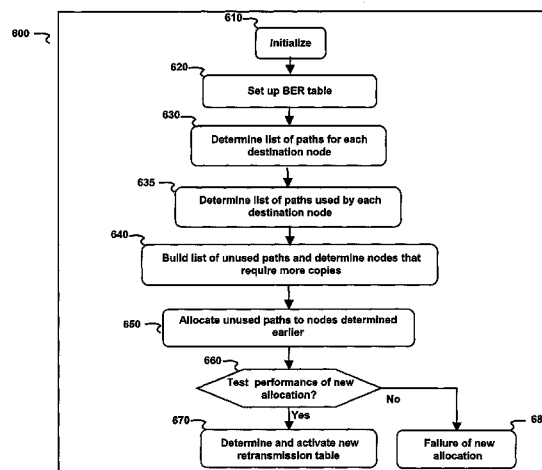 600
610
Initialize
620
Set up BER table
630
Determine list of paths for each
destination node
635
Determine list of paths used by each
destination node
640
Build list of unused paths and determine nodes that
require more copies
650
Allocate unused paths to nodes determined
earlier
660
Test performance of new
allocation?
Yes
No
670
Determine and activate new
retransmission table
68
Failure of new
allocation